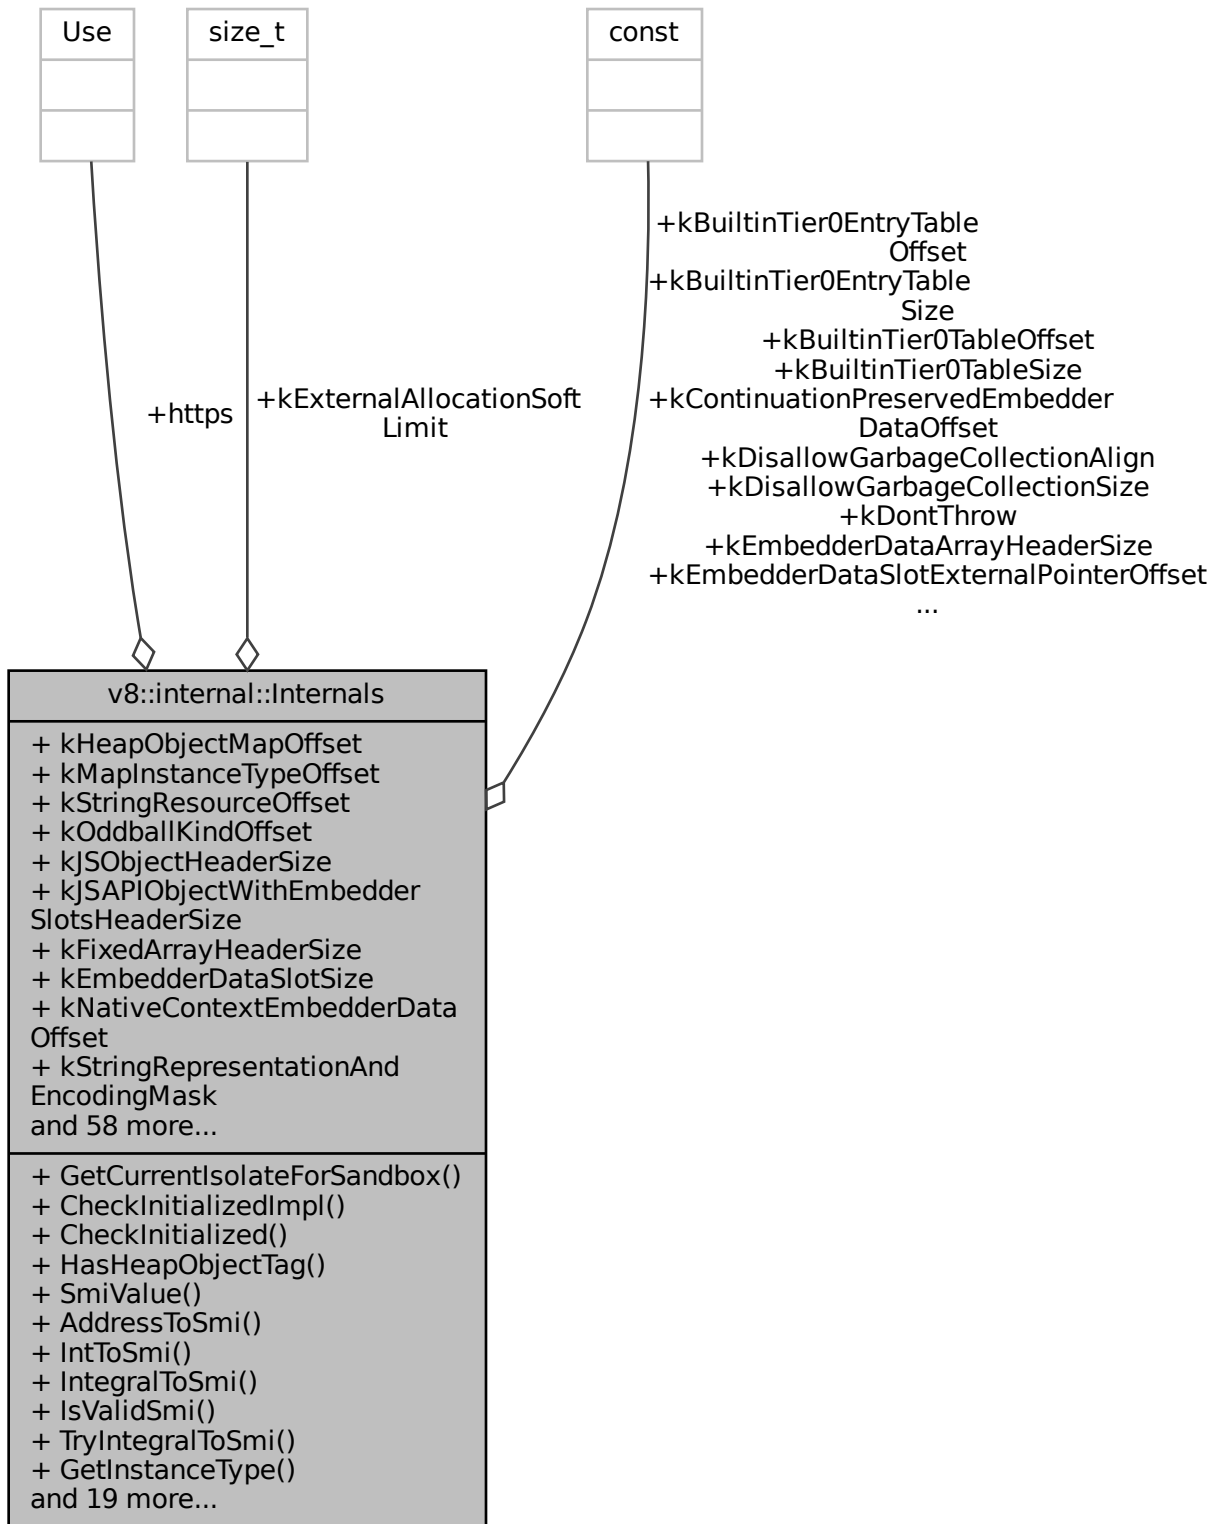 Use
size_t
const
+kBuiltinTier0EntryTable
Offset
+kBuiltinTier0EntryTable
Size
+kBuiltinTier0TableOffset
+kBuiltinTier0TableSize
+kContinuationPreservedEmbedder
DataOffset
+kDisallowGarbageCollectionAlign
+kDisallowGarbageCollectionSize
+kDontThrow
+kEmbedderDataArrayHeaderSize
+kEmbedderDataSlotExternalPointerOffset
...
+https
+kExternalAllocationSoft
Limit
v8::internal::Internals
+ kHeapObjectMapOffset
+ kMapInstanceTypeOffset
+ kStringResourceOffset
+ kOddballKindOffset
+ kJSObjectHeaderSize
+ kJSAPIObjectWithEmbedder
SlotsHeaderSize
+ kFixedArrayHeaderSize
+ kEmbedderDataSlotSize
+ kNativeContextEmbedderData
Offset
+ kStringRepresentationAnd
EncodingMask
and 58 more...
+ GetCurrentIsolateForSandbox()
+ CheckInitializedImpl()
+ CheckInitialized()
+ HasHeapObjectTag()
+ SmiValue()
+ AddressToSmi()
+ IntToSmi()
+ IntegralToSmi()
+ IsValidSmi()
+ TryIntegralToSmi()
+ GetInstanceType()
and 19 more...